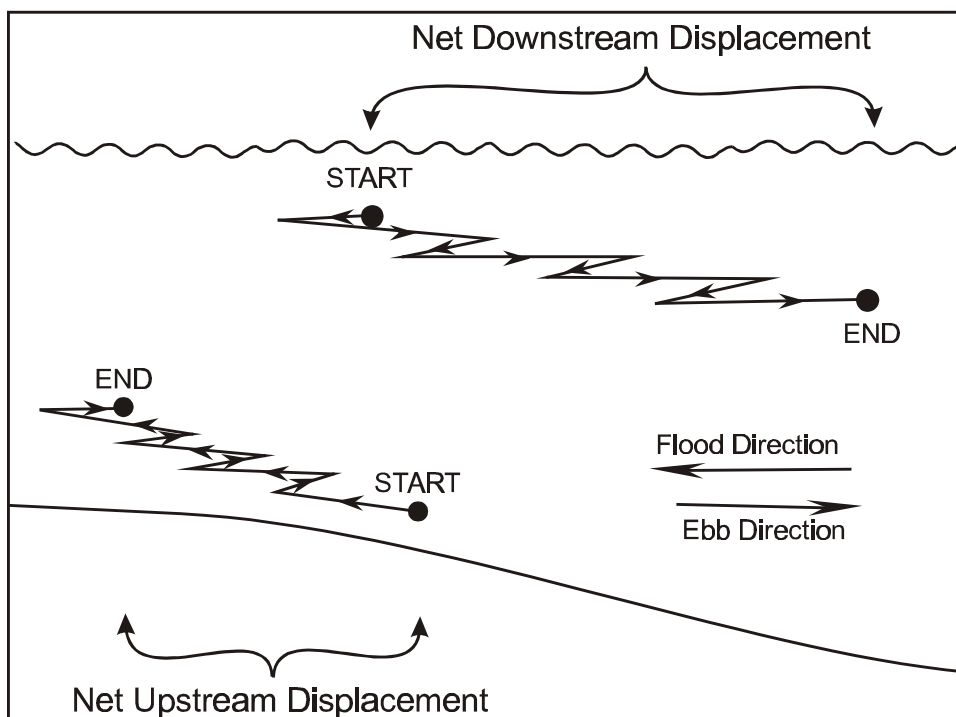 Net Downstream Displacement
START
END
END
START
Flood Direction
Ebb Direction
Net Upstream Displacement